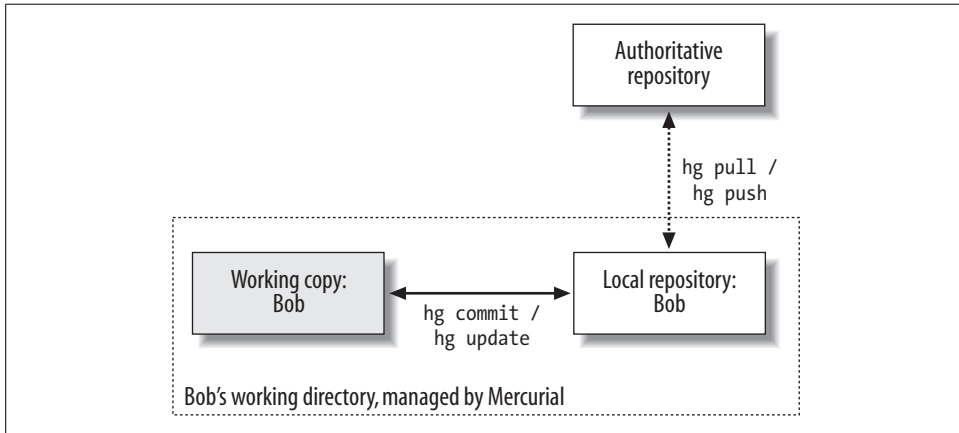 Authoritative
repository
hg pull /
hg push
Working copy:
Bob
hg commit /
hg update
Local repository:
Bob
Bob’s working directory, managed by Mercurial